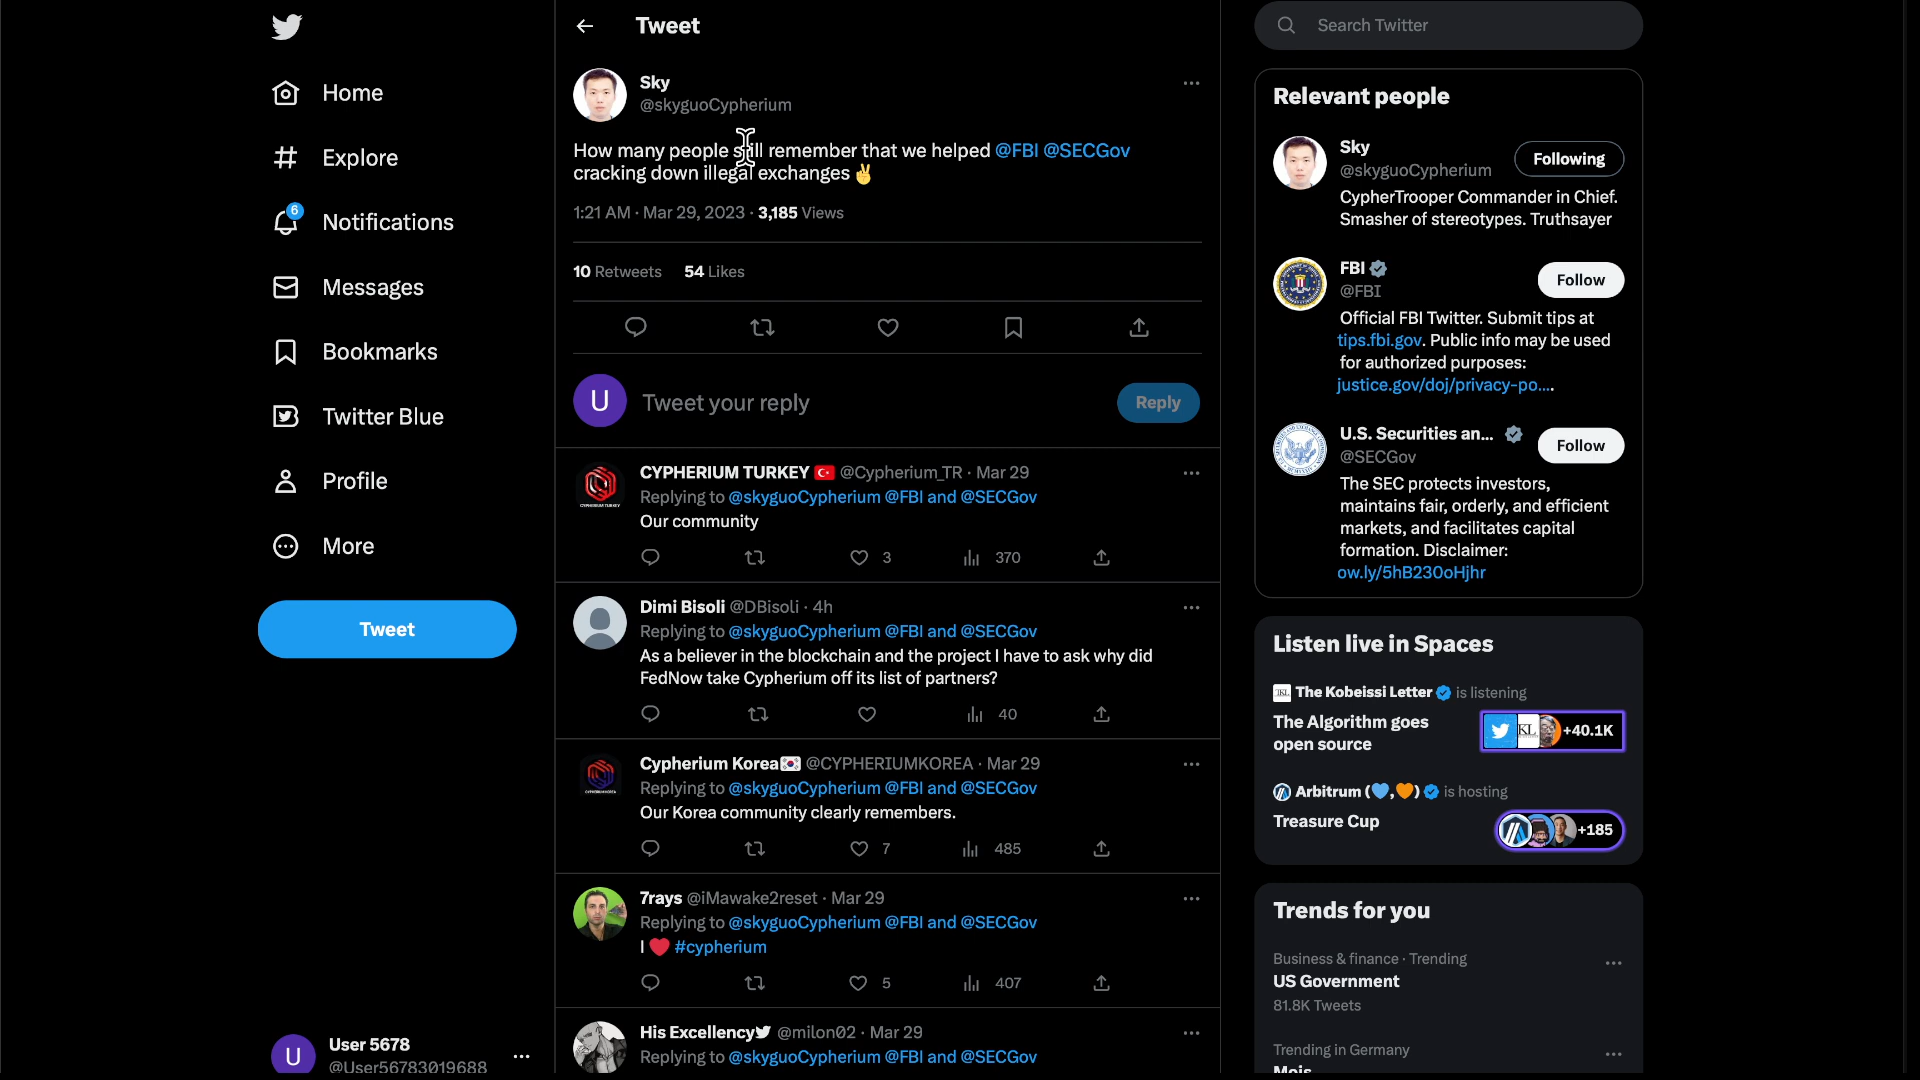 Home
Explore
6
Notifications
Messages
Bookmarks
Twitter Blue
Profile
More
Tweet
U
User 5678
@User56783019688
Tweet
Sky
@skyguoCypherium
How many people still remember that we helped @FBI @SECGov
cracking down illegal exchanges ✌
1:21 AM · Mar 29, 2023 · 3,185 Views
10 Retweets 54 Likes
U
Tweet your reply
Reply
CYPHERIUM TURKEY 🇹🇷 @Cypherium_TR · Mar 29
Replying to @skyguoCypherium @FBI and @SECGov
Our community
3 370
CYPHERIUM TURKEY
Dimi Bisoli @DBisoli · 4h
Replying to @skyguoCypherium @FBI and @SECGov
As a believer in the blockchain and the project I have to ask why did
FedNow take Cypherium off its list of partners?
40
Cypherium Korea🇰🇷 @CYPHERIUMKOREA · Mar 29
Replying to @skyguoCypherium @FBI and @SECGov
Our Korea community clearly remembers.
7 485
CYPHERIUM KOREA
7rays @iMawake2reset · Mar 29
Replying to @skyguoCypherium @FBI and @SECGov
I ❤ #cypherium
5 407
His Excellency @milon02 · Mar 29
Replying to @skyguoCypherium @FBI and @SECGov
Search Twitter
Relevant people
Sky
@skyguoCypherium
Following
CypherTrooper Commander in Chief.
Smasher of stereotypes. Truthsayer
FBI
@FBI
Follow
Official FBI Twitter. Submit tips at
tips.fbi.gov. Public info may be used
for authorized purposes:
justice.gov/doj/privacy-po….
U.S. Securities an...
@SECGov
Follow
The SEC protects investors,
maintains fair, orderly, and efficient
markets, and facilitates capital
formation. Disclaimer:
ow.ly/5hB230oHjhr
Listen live in Spaces
The Kobeissi Letter is listening
The Algorithm goes
open source
KL
+40.1K
Arbitrum (💙,🧡) is hosting
Treasure Cup
+185
Trends for you
Business & finance · Trending
US Government
81.8K Tweets
Trending in Germany
Mois